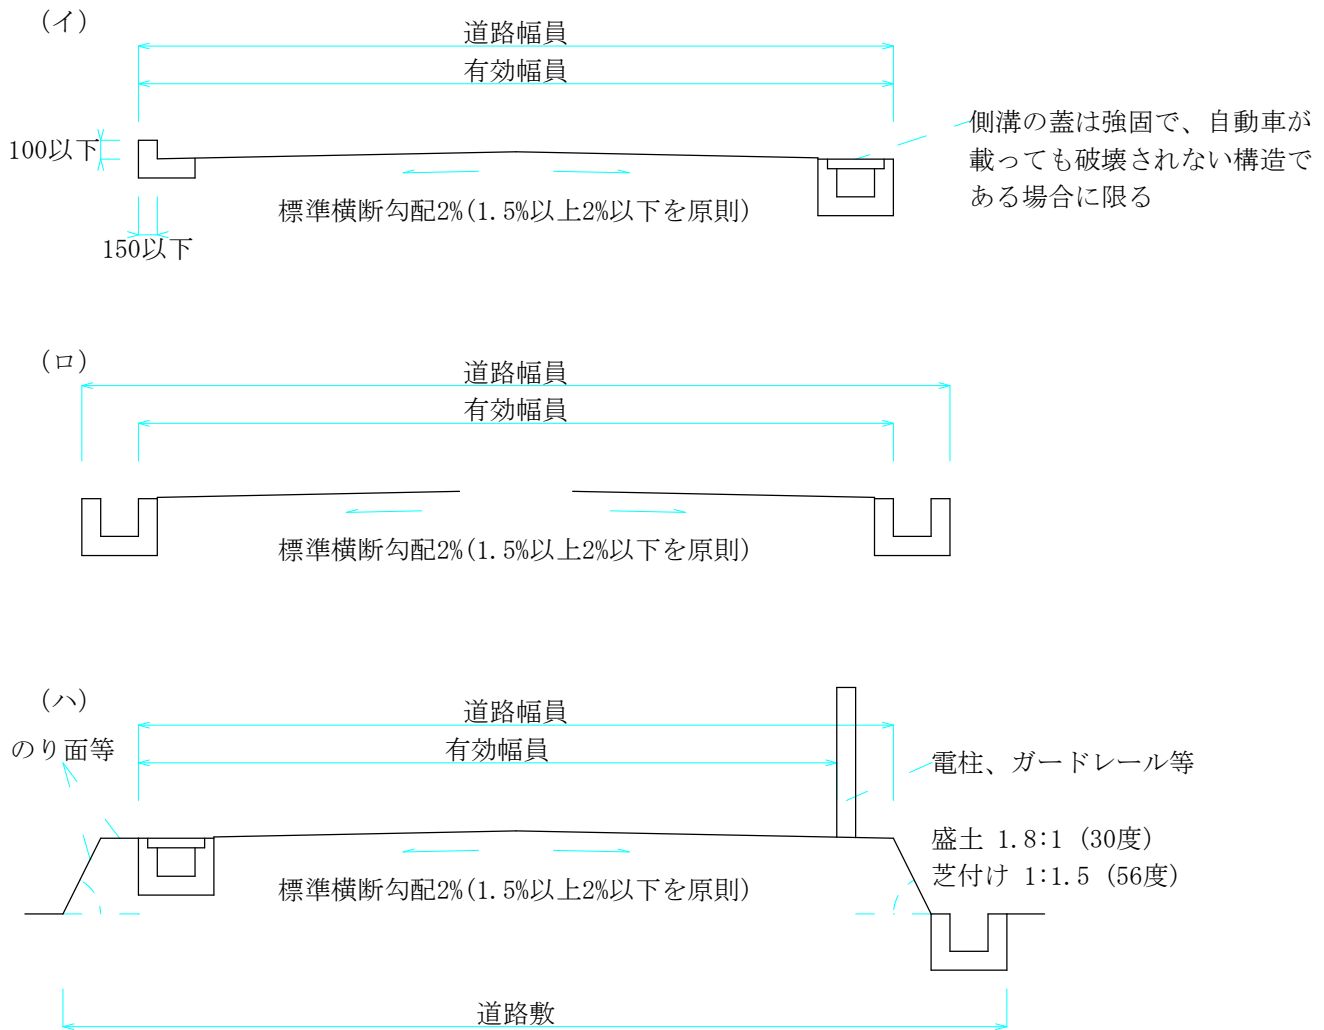 (イ)
道路幅員
有効幅員
100以下
側溝の蓋は強固で、自動車が
載っても破壊されない構造で
ある場合に限る
標準横断勾配2%(1.5%以上2%以下を原則)
150以下
(ロ)
道路幅員
有効幅員
標準横断勾配2%(1.5%以上2%以下を原則)
(ハ)
道路幅員
のり面等
有効幅員
電柱、ガードレール等
盛土 1.8:1 (30度)
芝付け 1:1.5 (56度)
標準横断勾配2%(1.5%以上2%以下を原則)
道路敷